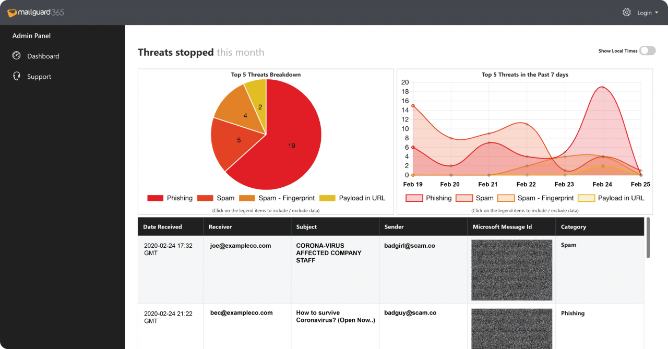 mailguard365
Login
Admin Panel
Dashboard
Support
Threats stopped this month
Show Local Times
Top 5 Threats Breakdown
2
4
5
19
Phishing
Spam
Spam - Fingerprint
Payload in URL
(Click on the legend items to include / exclude data)
Top 5 Threats in the Past 7 days
20
18
16
14
12
10
8
6
4
2
0
Feb 19
Feb 20
Feb 21
Feb 22
Feb 23
Feb 24
Feb 25
Phishing
Spam
Spam - Fingerprint
Payload in URL
(Click on the legend items to include / exclude data)
Date Received
Receiver
Subject
Sender
Microsoft Message Id
Category
2020-02-24 17:32
GMT
joe@exampleco.com
CORONA-VIRUS
AFFECTED COMPANY
STAFF
badgirl@scam.co
Spam
2020-02-24 21:22
GMT
bec@exampleco.com
How to survive
Coronavirus? (Open Now..)
badguy@scam.co
Phishing